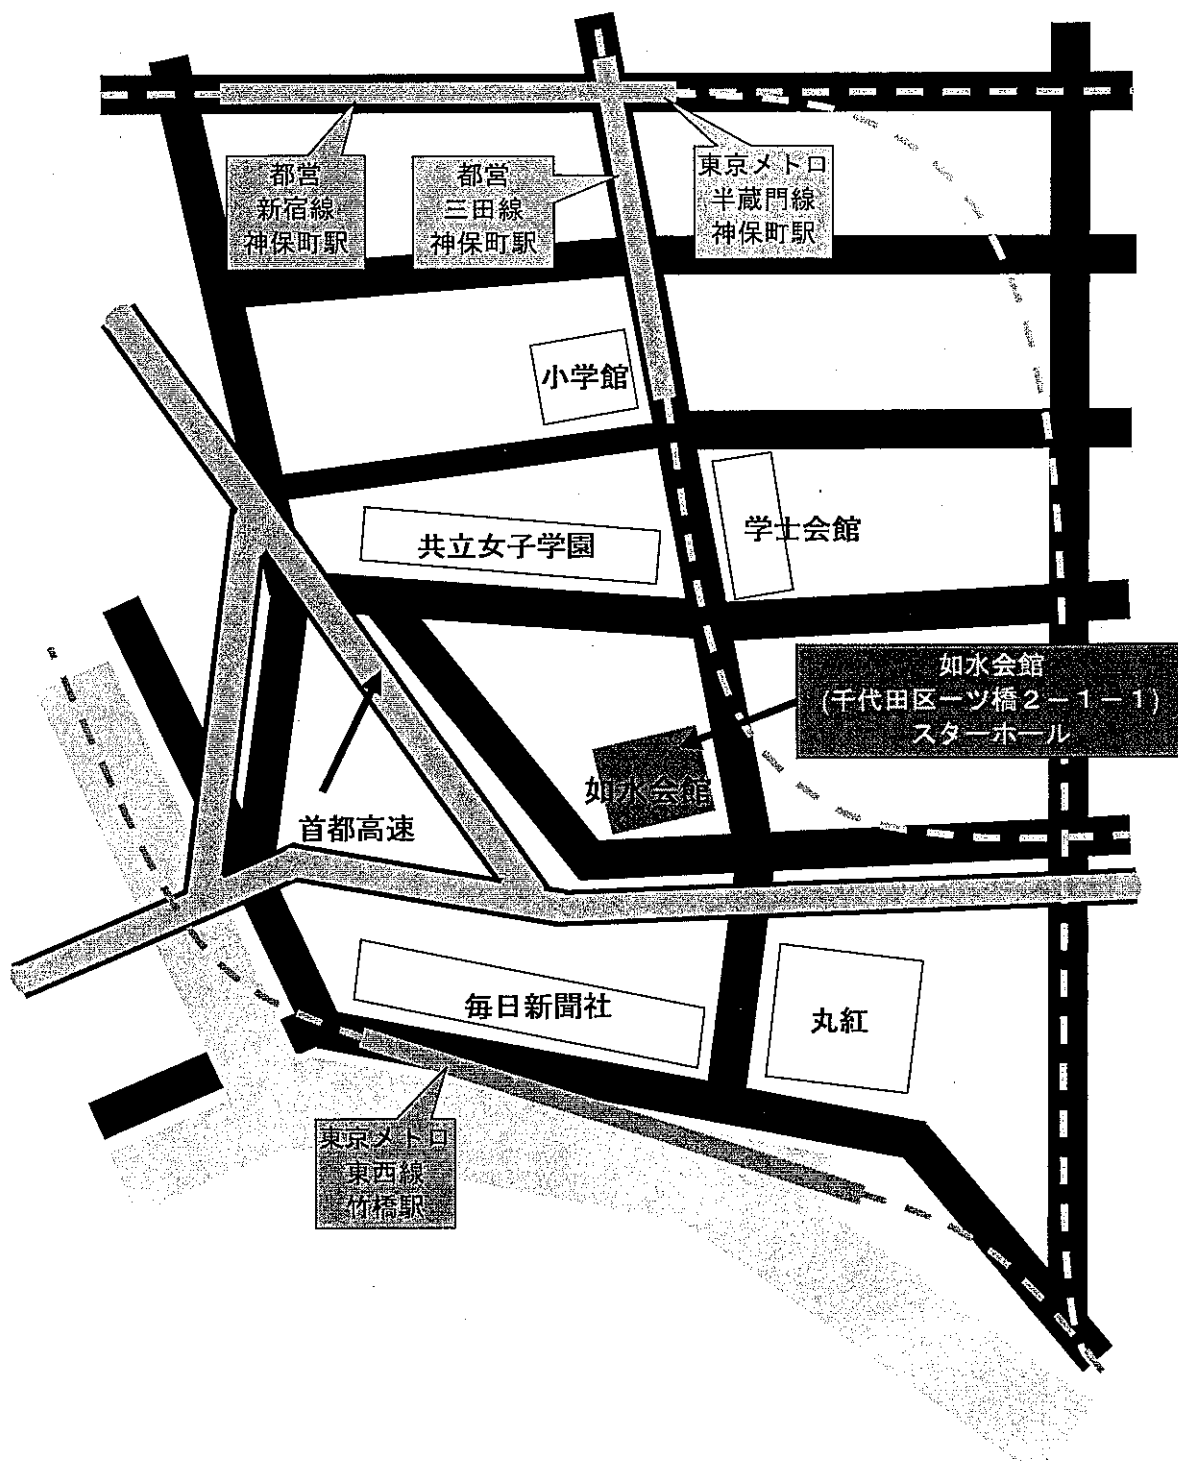 都営
新宿線
神保町駅
都営
三田線
神保町駅
東京メトロ
半蔵門線
神保町駅
小学館
学士会館
共立女子学園
如水会館
(千代田区一ツ橋2－1－1)
スターホール
如水会館
首都高速
毎日新聞社
丸紅
東京メトロ
東西線
竹橋駅